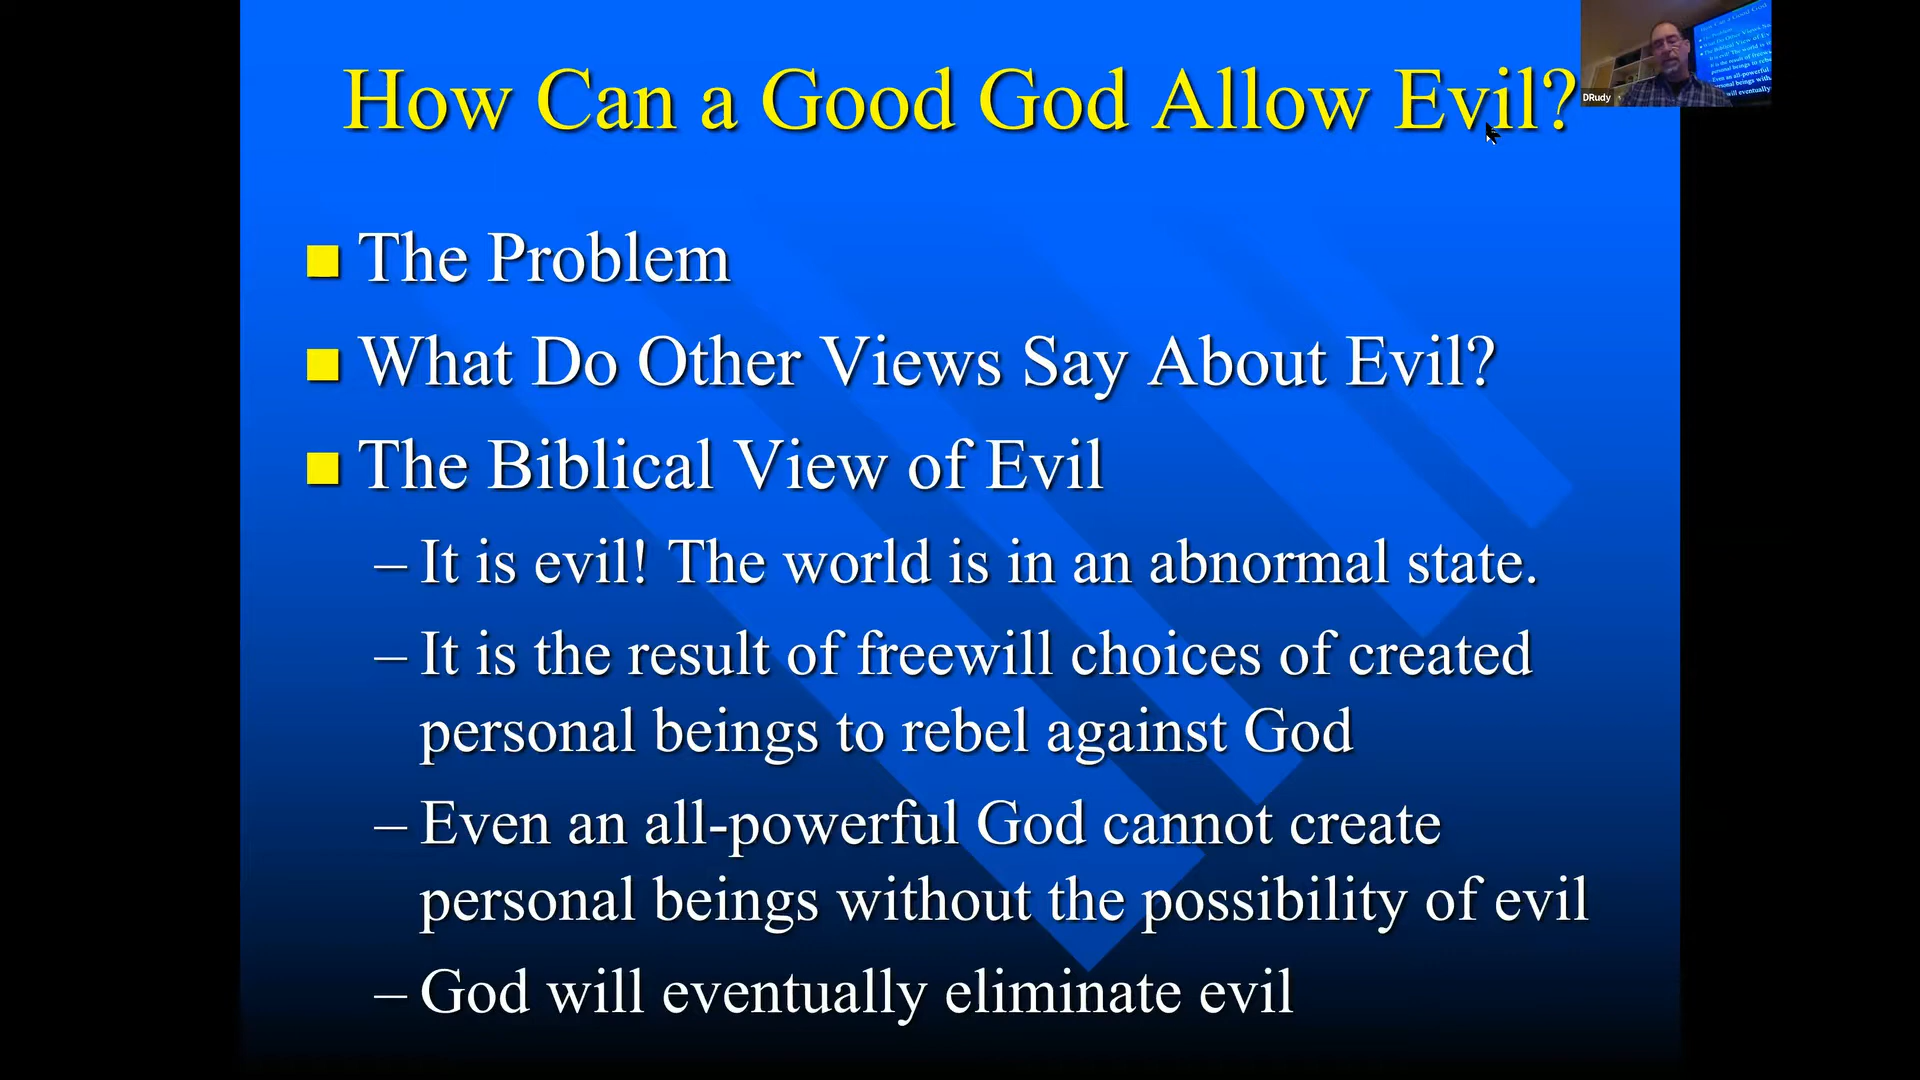 How Can a Good God Allow Evil?
DRudy
■ The Problem
■ What Do Other Views Say About Evil?
■ The Biblical View of Evil
– It is evil! The world is in an abnormal state.
– It is the result of freewill choices of created
personal beings to rebel against God
– Even an all-powerful God cannot create
personal beings without the possibility of evil
– God will eventually eliminate evil